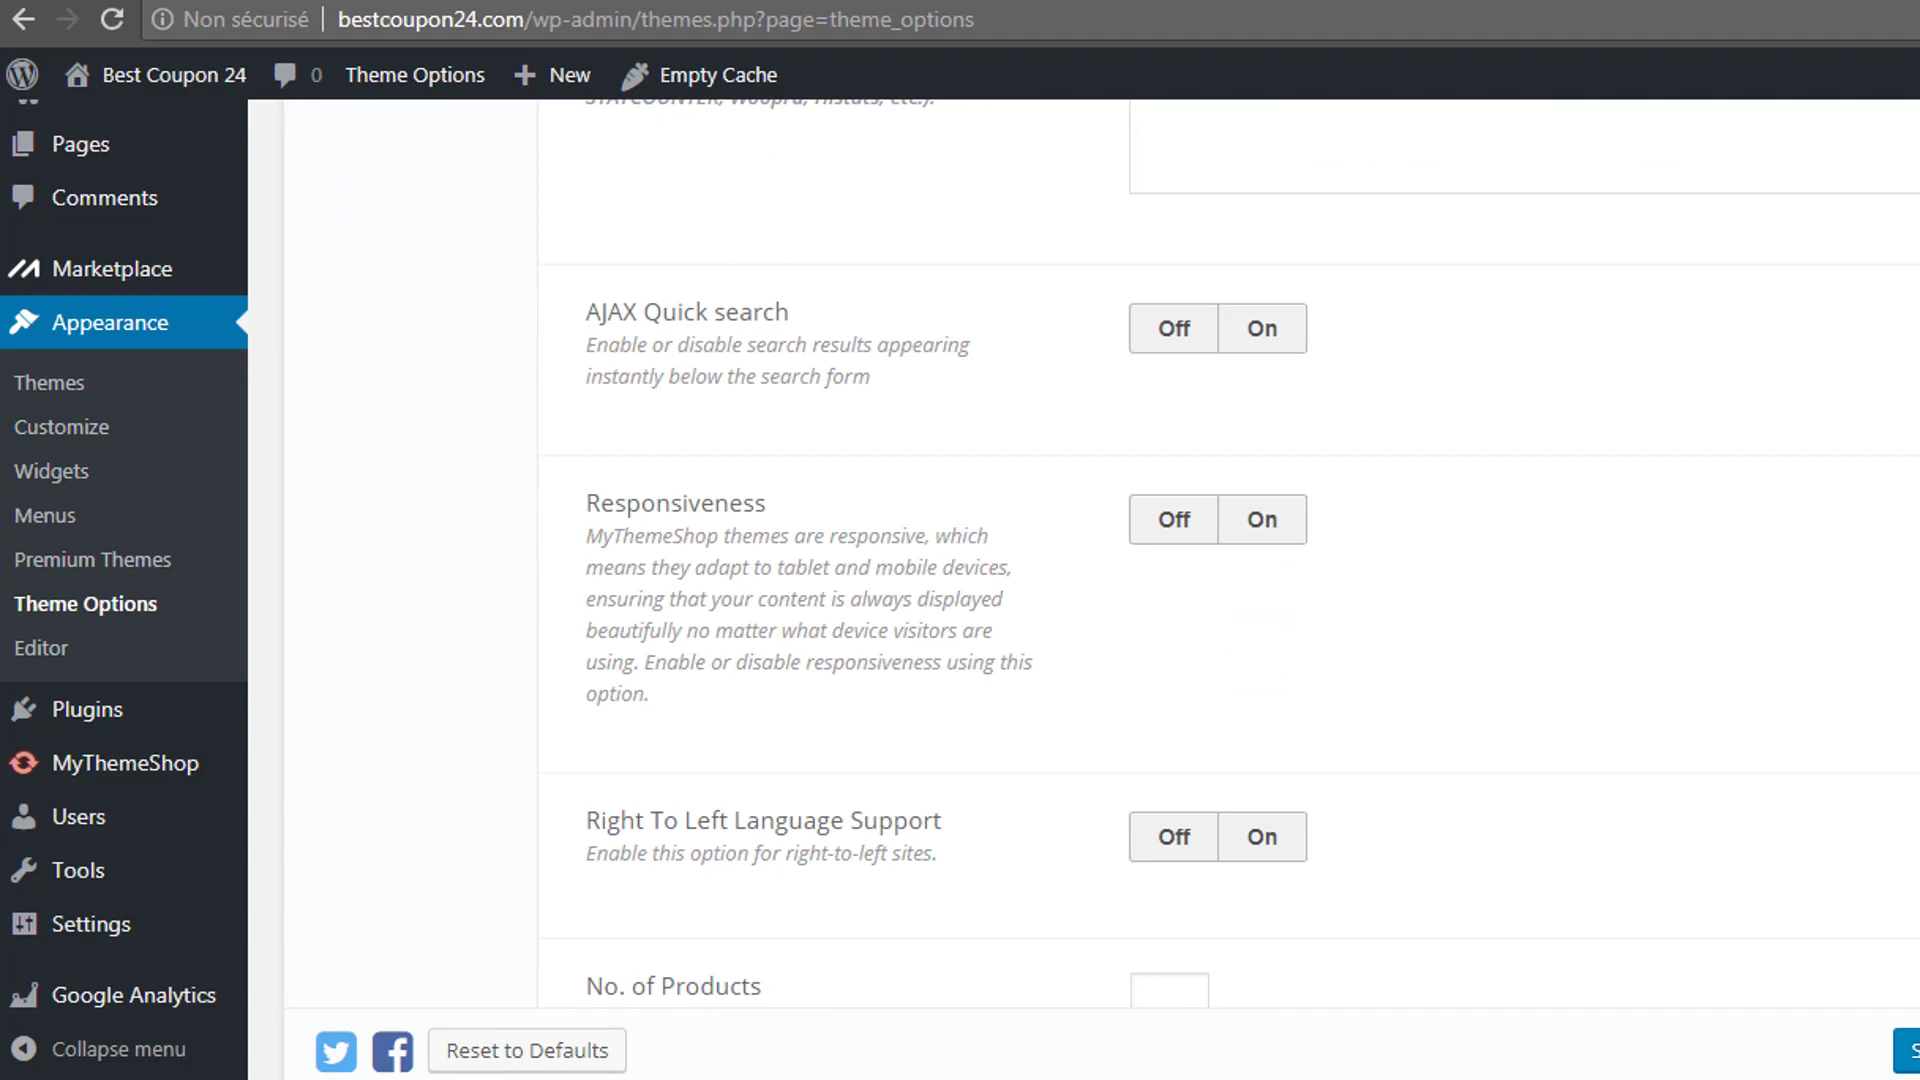 Non sécurisé | bestcoupon24.com/wp-admin/themes.php?page=theme_options
Best Coupon 24 0 Theme Options New Empty Cache
STATCOUNTER, Woopra, Histats, etc.).
Pages
Comments
Marketplace
Appearance
Themes
Customize
Widgets
Menus
Premium Themes
Theme Options
Editor
Plugins
MyThemeShop
Users
Tools
Settings
Google Analytics
Collapse menu
AJAX Quick search
Enable or disable search results appearing
instantly below the search form
Off On
Responsiveness
MyThemeShop themes are responsive, which
means they adapt to tablet and mobile devices,
ensuring that your content is always displayed
beautifully no matter what device visitors are
using. Enable or disable responsiveness using this
option.
Off On
Right To Left Language Support
Enable this option for right-to-left sites.
Off On
No. of Products
Reset to Defaults